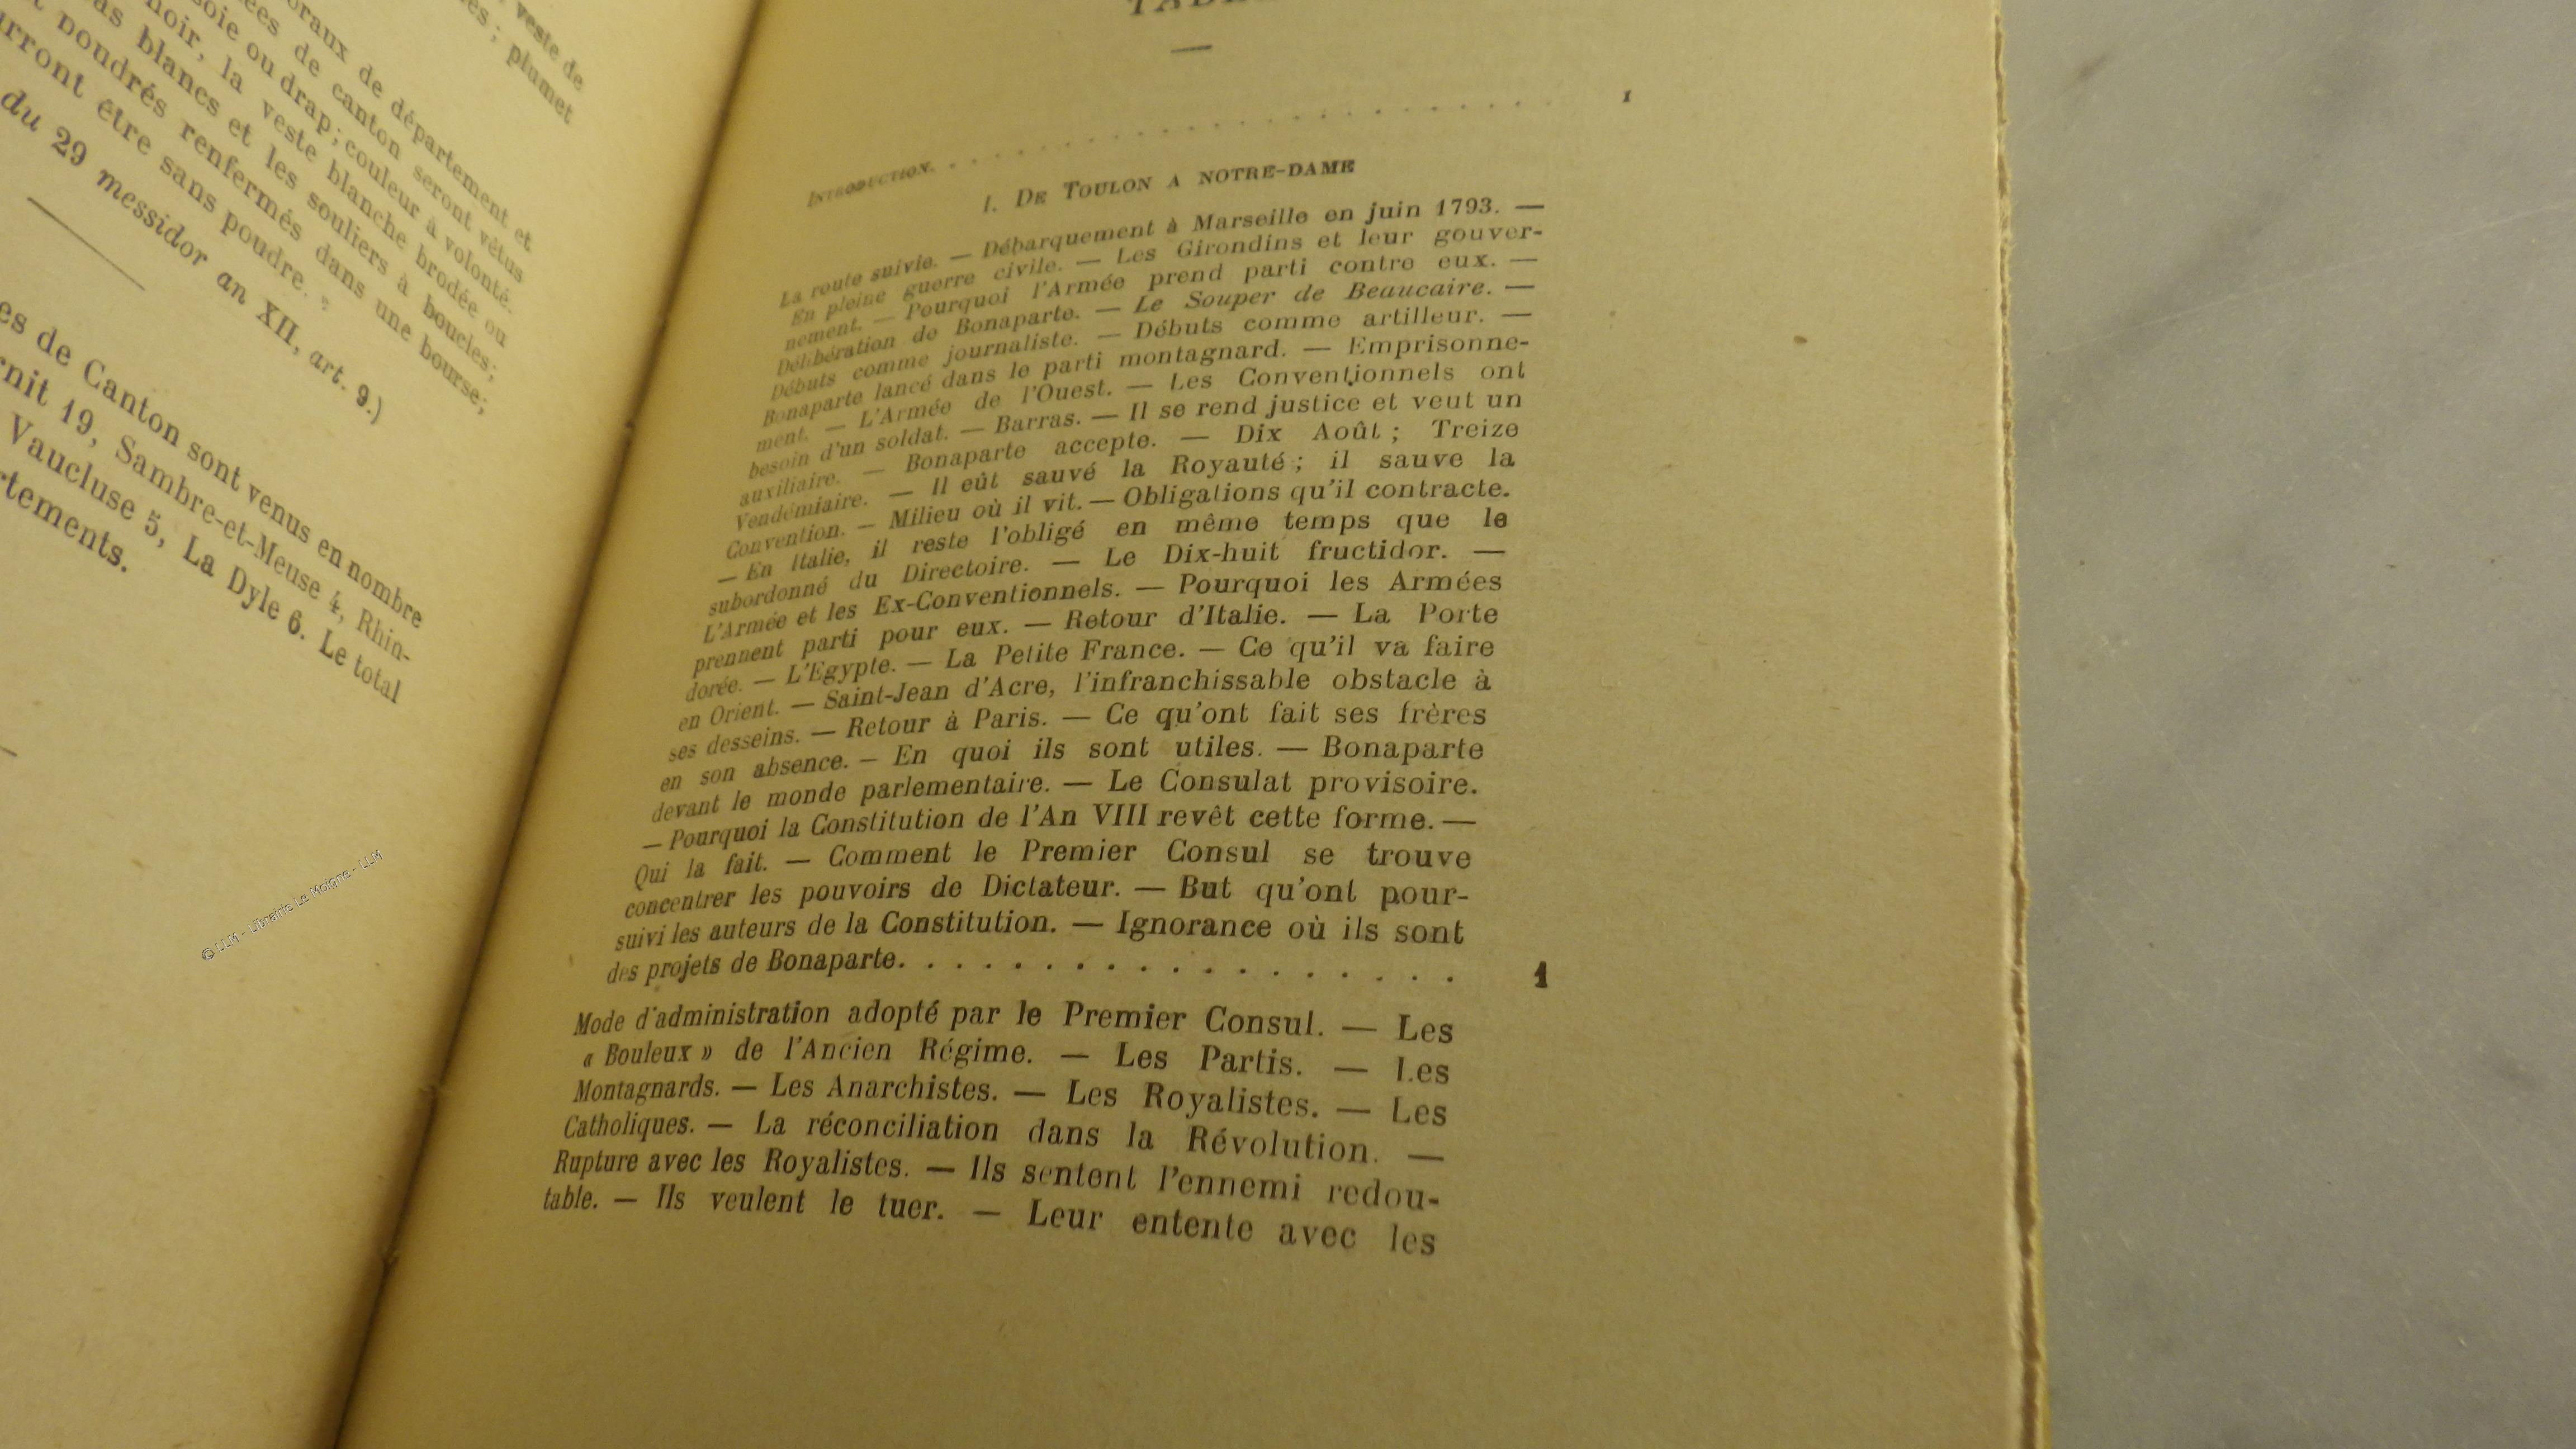 veste de
; plumet
oraux de département et
de canton seront vêtus
soie ou drap; couleur à volonté.
noir, la veste blanche brodée ou
bas blancs et les souliers à boucles;
poudrés renfermés dans une bourse;
être sans poudre.
du 29 messidor an XII, art. 9.)
de Canton sont venus en nombre
19, Sambre-et-Meuse 4, Rhin-
Vaucluse 5, La Dyle 6. Le total
© LLM - Librairie Le Moigne - LLM
INTRODUCTION. I
I. DE TOULON A NOTRE-DAME
La route suivie. — Débarquement à Marseille en juin 1793. —
En pleine guerre civile. — Les Girondins et leur gouver-
nement. — Pourquoi l'Armée prend parti contre eux. —
Délibération de Bonaparte. — Le Souper de Beaucaire. —
Débuts comme journaliste. — Débuts comme artilleur. —
Bonaparte lancé dans le parti montagnard. — Emprisonne-
ment. — L'Armée de l'Ouest. — Les Conventionnels ont
besoin d'un soldat. — Barras. — Il se rend justice et veut un
auxiliaire. — Bonaparte accepte. — Dix Août ; Treize
Vendémiaire. — Il eût sauvé la Royauté ; il sauve la
Convention. — Milieu où il vit. — Obligations qu'il contracte.
— En Italie, il reste l'obligé en même temps que le
subordonné du Directoire. — Le Dix-huit fructidor. —
L'Armée et les Ex-Conventionnels. — Pourquoi les Armées
prennent parti pour eux. — Retour d'Italie. — La Porte
dorée. — L'Egypte. — La Petite France. — Ce qu'il va faire
en Orient. — Saint-Jean d'Acre, l'infranchissable obstacle à
ses desseins. — Retour à Paris. — Ce qu'ont fait ses frères
en son absence. — En quoi ils sont utiles. — Bonaparte
devant le monde parlementaire. — Le Consulat provisoire.
— Pourquoi la Constitution de l'An VIII revêt cette forme. —
Qui la fait. — Comment le Premier Consul se trouve
concentrer les pouvoirs de Dictateur. — But qu'ont pour-
suivi les auteurs de la Constitution. — Ignorance où ils sont
des projets de Bonaparte. . . . . . . . . . . . . . . . . . . 1
Mode d'administration adopté par le Premier Consul. — Les
« Bouleux » de l'Ancien Régime. — Les Partis. — Les
Montagnards. — Les Anarchistes. — Les Royalistes. — Les
Catholiques. — La réconciliation dans la Révolution. —
Rupture avec les Royalistes. — Ils sentent l'ennemi redou-
table. — Ils veulent le tuer. — Leur entente avec les